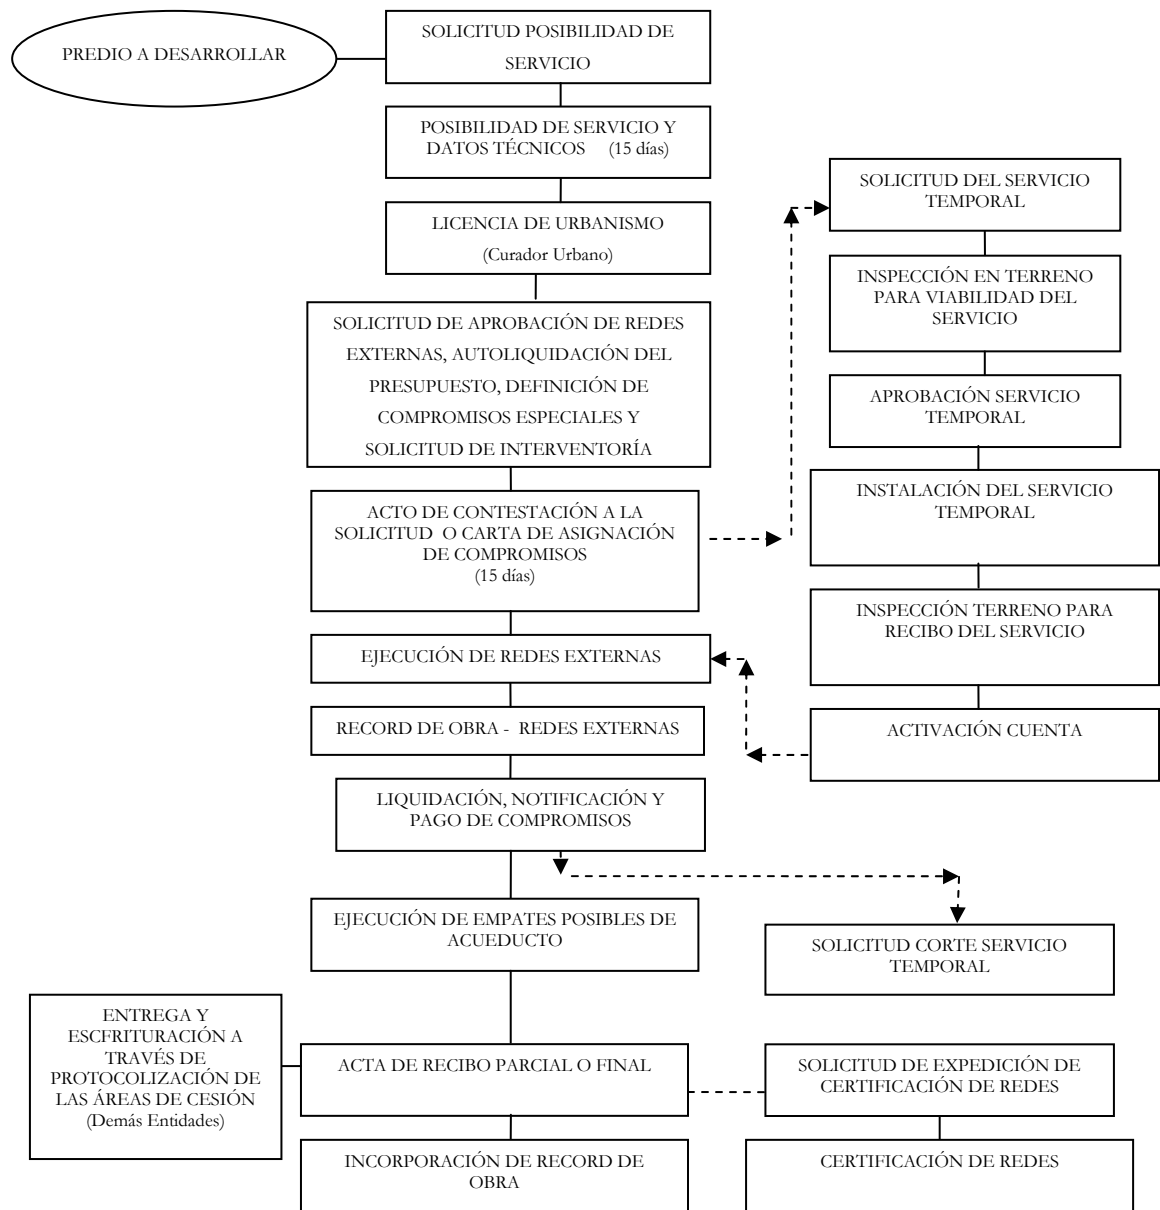 PREDIO A DESARROLLAR
SOLICITUD POSIBILIDAD DE
SERVICIO
POSIBILIDAD DE SERVICIO Y
DATOS TÉCNICOS (15 días)
LICENCIA DE URBANISMO
(Curador Urbano)
SOLICITUD DE APROBACIÓN DE REDES
EXTERNAS, AUTOLIQUIDACIÓN DEL
PRESUPUESTO, DEFINICIÓN DE
COMPROMISOS ESPECIALES Y
SOLICITUD DE INTERVENTORÍA
ACTO DE CONTESTACIÓN A LA
SOLICITUD O CARTA DE ASIGNACIÓN
DE COMPROMISOS
(15 días)
SOLICITUD DEL SERVICIO
TEMPORAL
INSPECCIÓN EN TERRENO
PARA VIABILIDAD DEL
SERVICIO
APROBACIÓN SERVICIO
TEMPORAL
INSTALACIÓN DEL SERVICIO
TEMPORAL
INSPECCIÓN TERRENO PARA
RECIBO DEL SERVICIO
ACTIVACIÓN CUENTA
EJECUCIÓN DE REDES EXTERNAS
RECORD DE OBRA - REDES EXTERNAS
LIQUIDACIÓN, NOTIFICACIÓN Y
PAGO DE COMPROMISOS
EJECUCIÓN DE EMPATES POSIBLES DE
ACUEDUCTO
SOLICITUD CORTE SERVICIO
TEMPORAL
ENTREGA Y
ESCFRITURACIÓN A
TRAVÉS DE
PROTOCOLIZACIÓN DE
LAS ÁREAS DE CESIÓN
(Demás Entidades)
ACTA DE RECIBO PARCIAL O FINAL
SOLICITUD DE EXPEDICIÓN DE
CERTIFICACIÓN DE REDES
INCORPORACIÓN DE RECORD DE
OBRA
CERTIFICACIÓN DE REDES